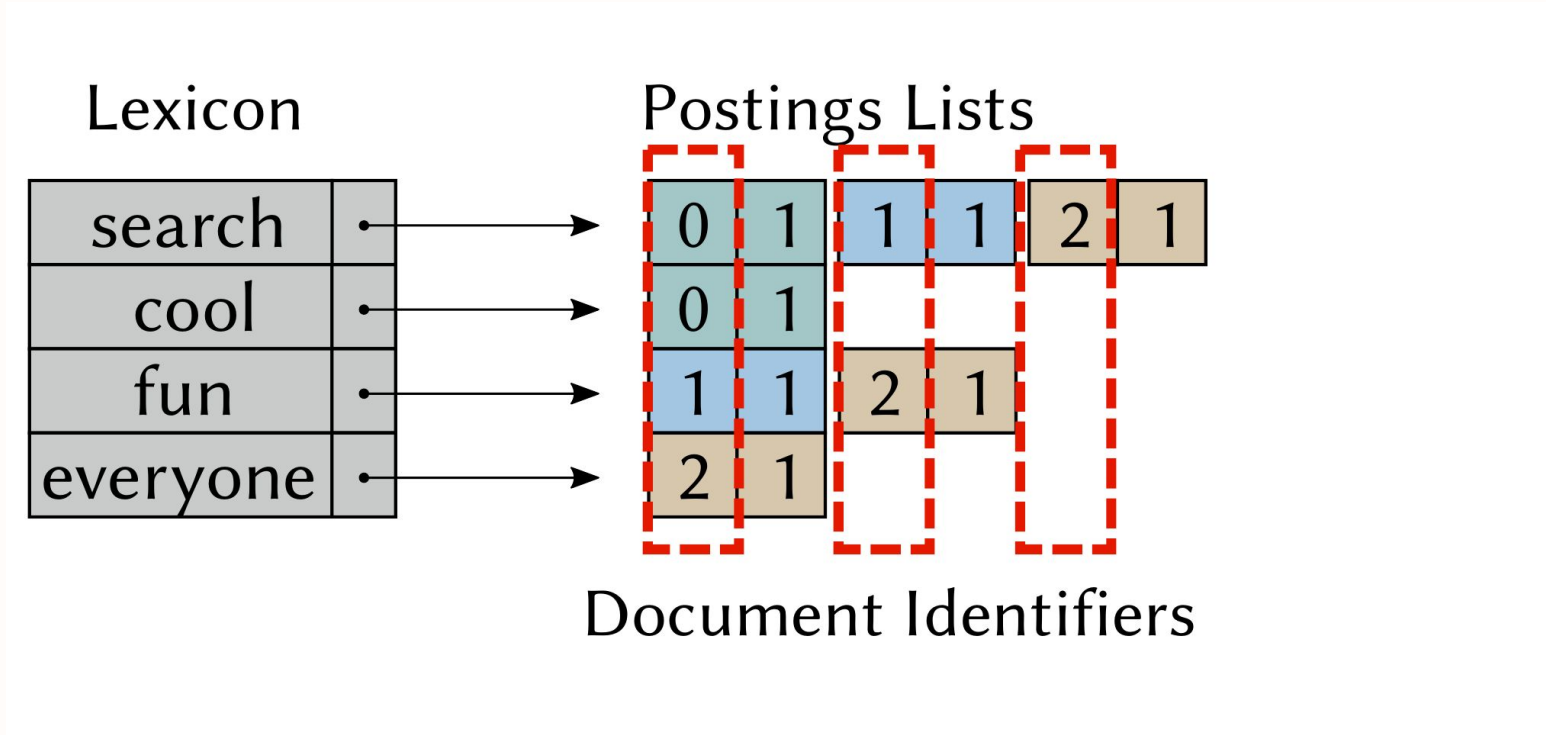 Lexicon Postings Lists
search 0 1 1 1 2 1
cool 0 1
fun 1 1 2 1
everyone 2 1
Document Identifiers